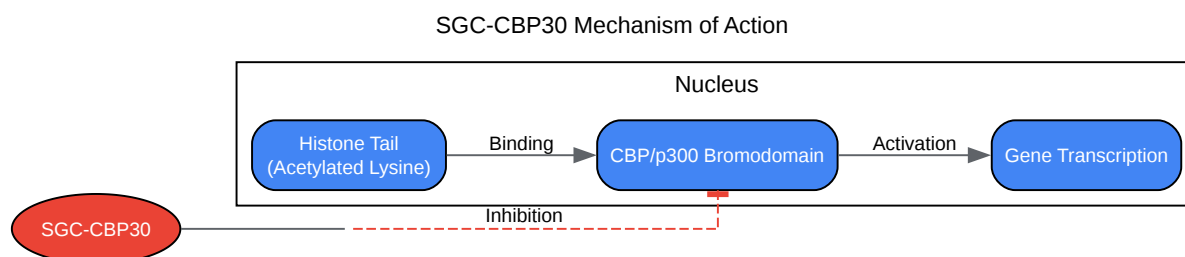 SGC-CBP30 Mechanism of Action
Nucleus
Histone Tail
(Acetylated Lysine)
Binding
CBP/p300 Bromodomain
Activation
Gene Transcription
Inhibition
SGC-CBP30